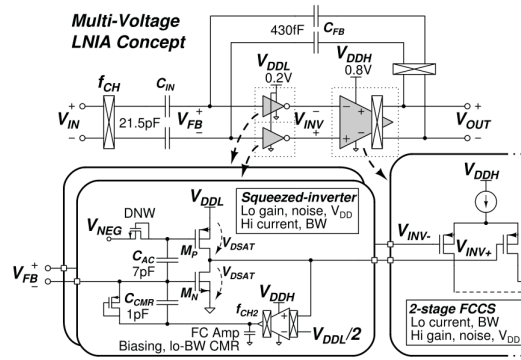 Multi-Voltage
LNIA Concept
430fF C_FB
V_DDL
0.2V
V_DDH
0.8V
f_CH
C_IN
V_IN
+
−
21.5pF
V_FB
+
−
−
V_INV
+
−
+
V_OUT
+
−
V_DDL
Squeezed-inverter
Lo gain, noise, V_DD
Hi current, BW
V_DDH
DNW
V_NEG
M_P
V_DSAT
C_AC
7pF
V_INV-
V_INV+
V_FB
+
−
M_N
V_DSAT
C_CMR
1pF
f_CH2
V_DDH
+
−
V_DDL/2
FC Amp
Biasing, lo-BW CMR
2-stage FCCS
Lo current, BW
Hi gain, noise, V_DD